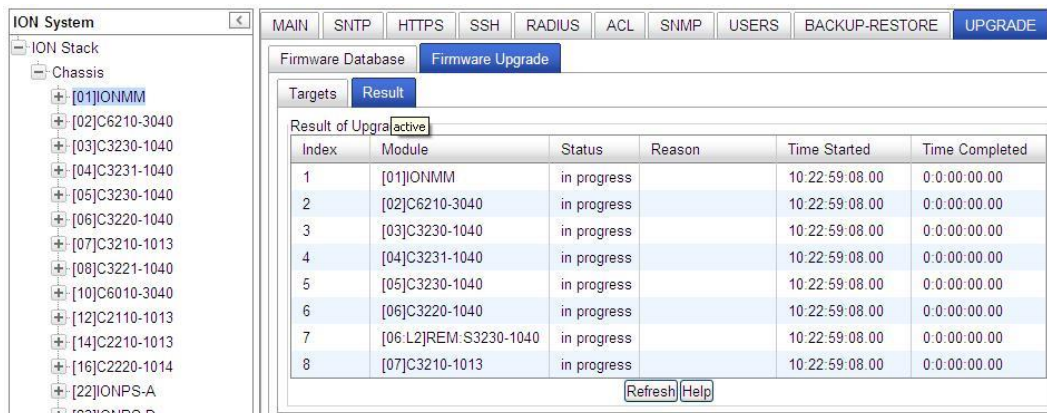 ION System <
MAIN SNTP HTTPS SSH RADIUS ACL SNMP USERS BACKUP-RESTORE UPGRADE
ION Stack
Chassis
[01]IONMM
[02]C6210-3040
[03]C3230-1040
[04]C3231-1040
[05]C3230-1040
[06]C3220-1040
[07]C3210-1013
[08]C3221-1040
[10]C6010-3040
[12]C2110-1013
[14]C2210-1013
[16]C2220-1014
[22]IONPS-A
Firmware Database Firmware Upgrade
Targets Result
Result of Upgra active
Index Module Status Reason Time Started Time Completed
1 [01]IONMM in progress 10:22:59:08.00 0:0:00:00.00
2 [02]C6210-3040 in progress 10:22:59:08.00 0:0:00:00.00
3 [03]C3230-1040 in progress 10:22:59:08.00 0:0:00:00.00
4 [04]C3231-1040 in progress 10:22:59:08.00 0:0:00:00.00
5 [05]C3230-1040 in progress 10:22:59:08.00 0:0:00:00.00
6 [06]C3220-1040 in progress 10:22:59:08.00 0:0:00:00.00
7 [06:L2]REM:S3230-1040 in progress 10:22:59:08.00 0:0:00:00.00
8 [07]C3210-1013 in progress 10:22:59:08.00 0:0:00:00.00
Refresh Help